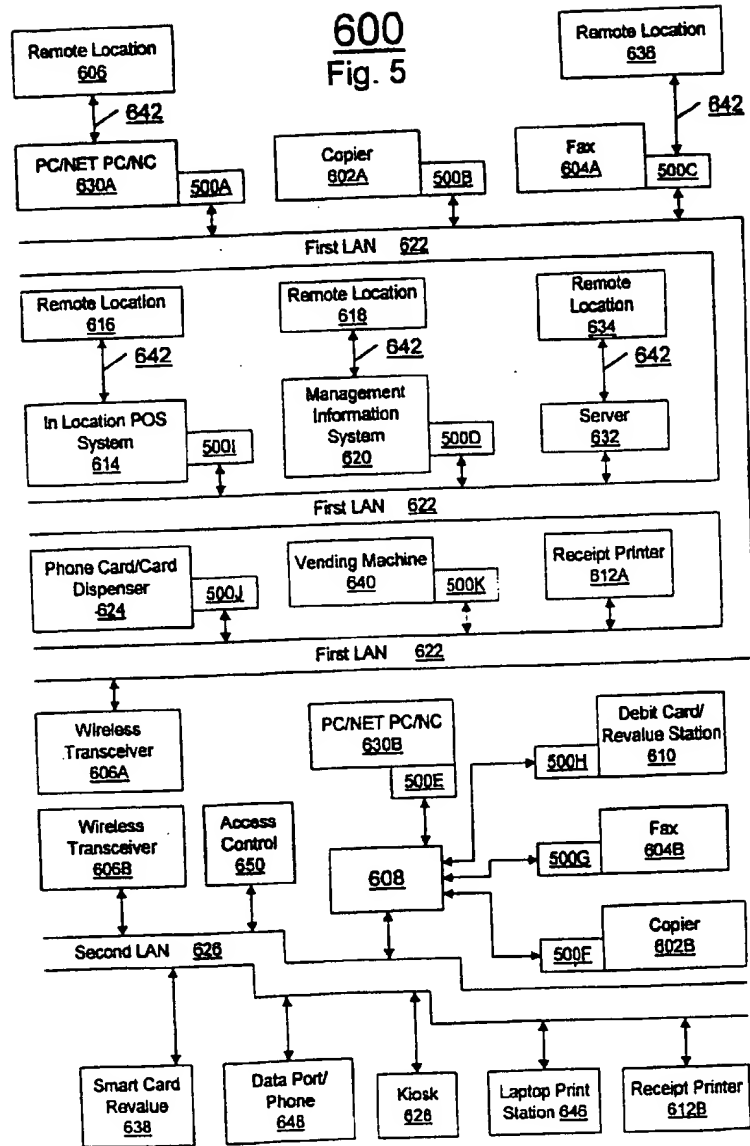 600
Fig. 5
Remote Location
606
Remote Location
636
642
642
PC/NET PC/NC
630A
500A
Copier
602A
500B
Fax
604A
500C
First LAN 622
Remote Location
616
Remote Location
618
Remote
Location
634
642
642
642
In Location POS
System
614
500I
Management
Information
System
620
500D
Server
632
First LAN 622
Phone Card/Card
Dispenser
624
500J
Vending Machine
640
500K
Receipt Printer
612A
First LAN 622
Wireless
Transceiver
606A
PC/NET PC/NC
630B
500E
Debit Card/
Revalue Station
610
500H
Wireless
Transceiver
606B
Access
Control
650
608
Fax
604B
500G
Copier
602B
500F
Second LAN 626
Smart Card
Revalue
638
Data Port/
Phone
648
Kiosk
628
Laptop Print
Station 646
Receipt Printer
612B